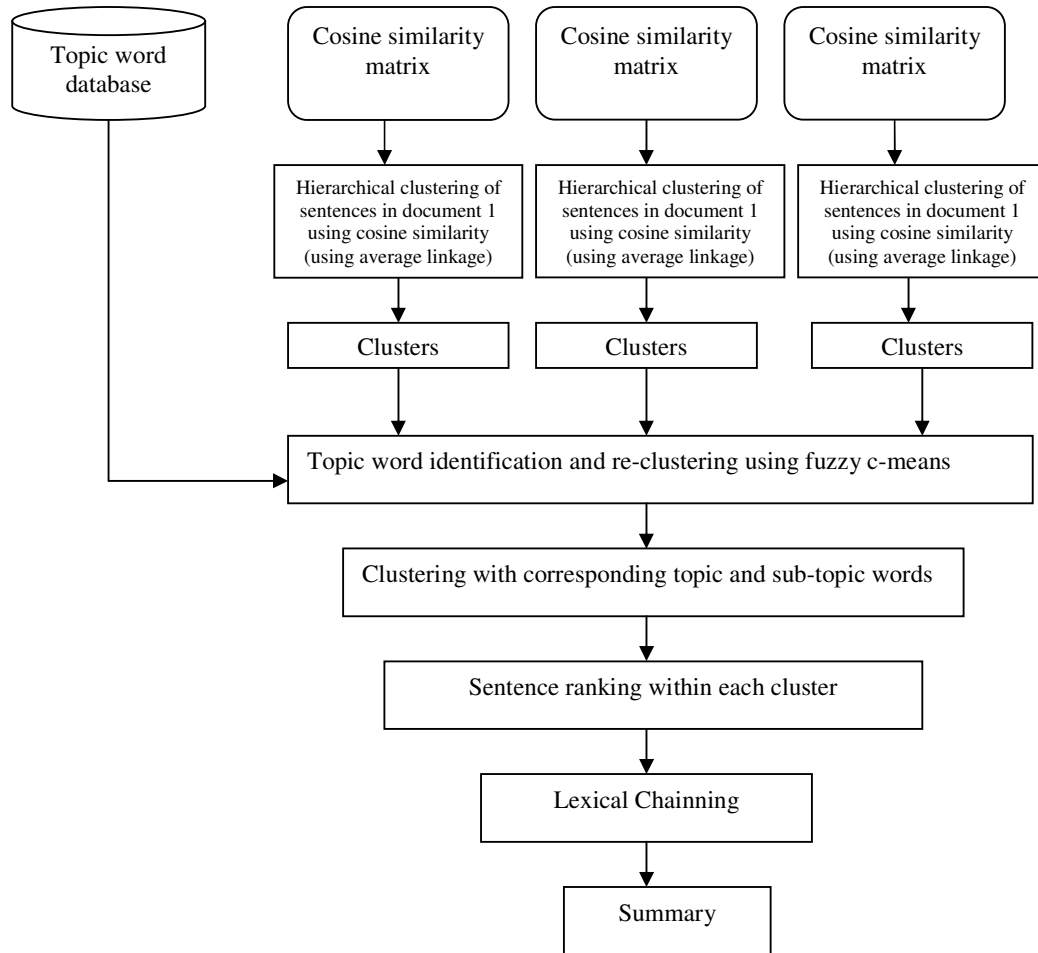 Topic word
database
Cosine similarity
matrix
Cosine similarity
matrix
Cosine similarity
matrix
Hierarchical clustering of
sentences in document 1
using cosine similarity
(using average linkage)
Hierarchical clustering of
sentences in document 1
using cosine similarity
(using average linkage)
Hierarchical clustering of
sentences in document 1
using cosine similarity
(using average linkage)
Clusters
Clusters
Clusters
Topic word identification and re-clustering using fuzzy c-means
Clustering with corresponding topic and sub-topic words
Sentence ranking within each cluster
Lexical Chainning
Summary